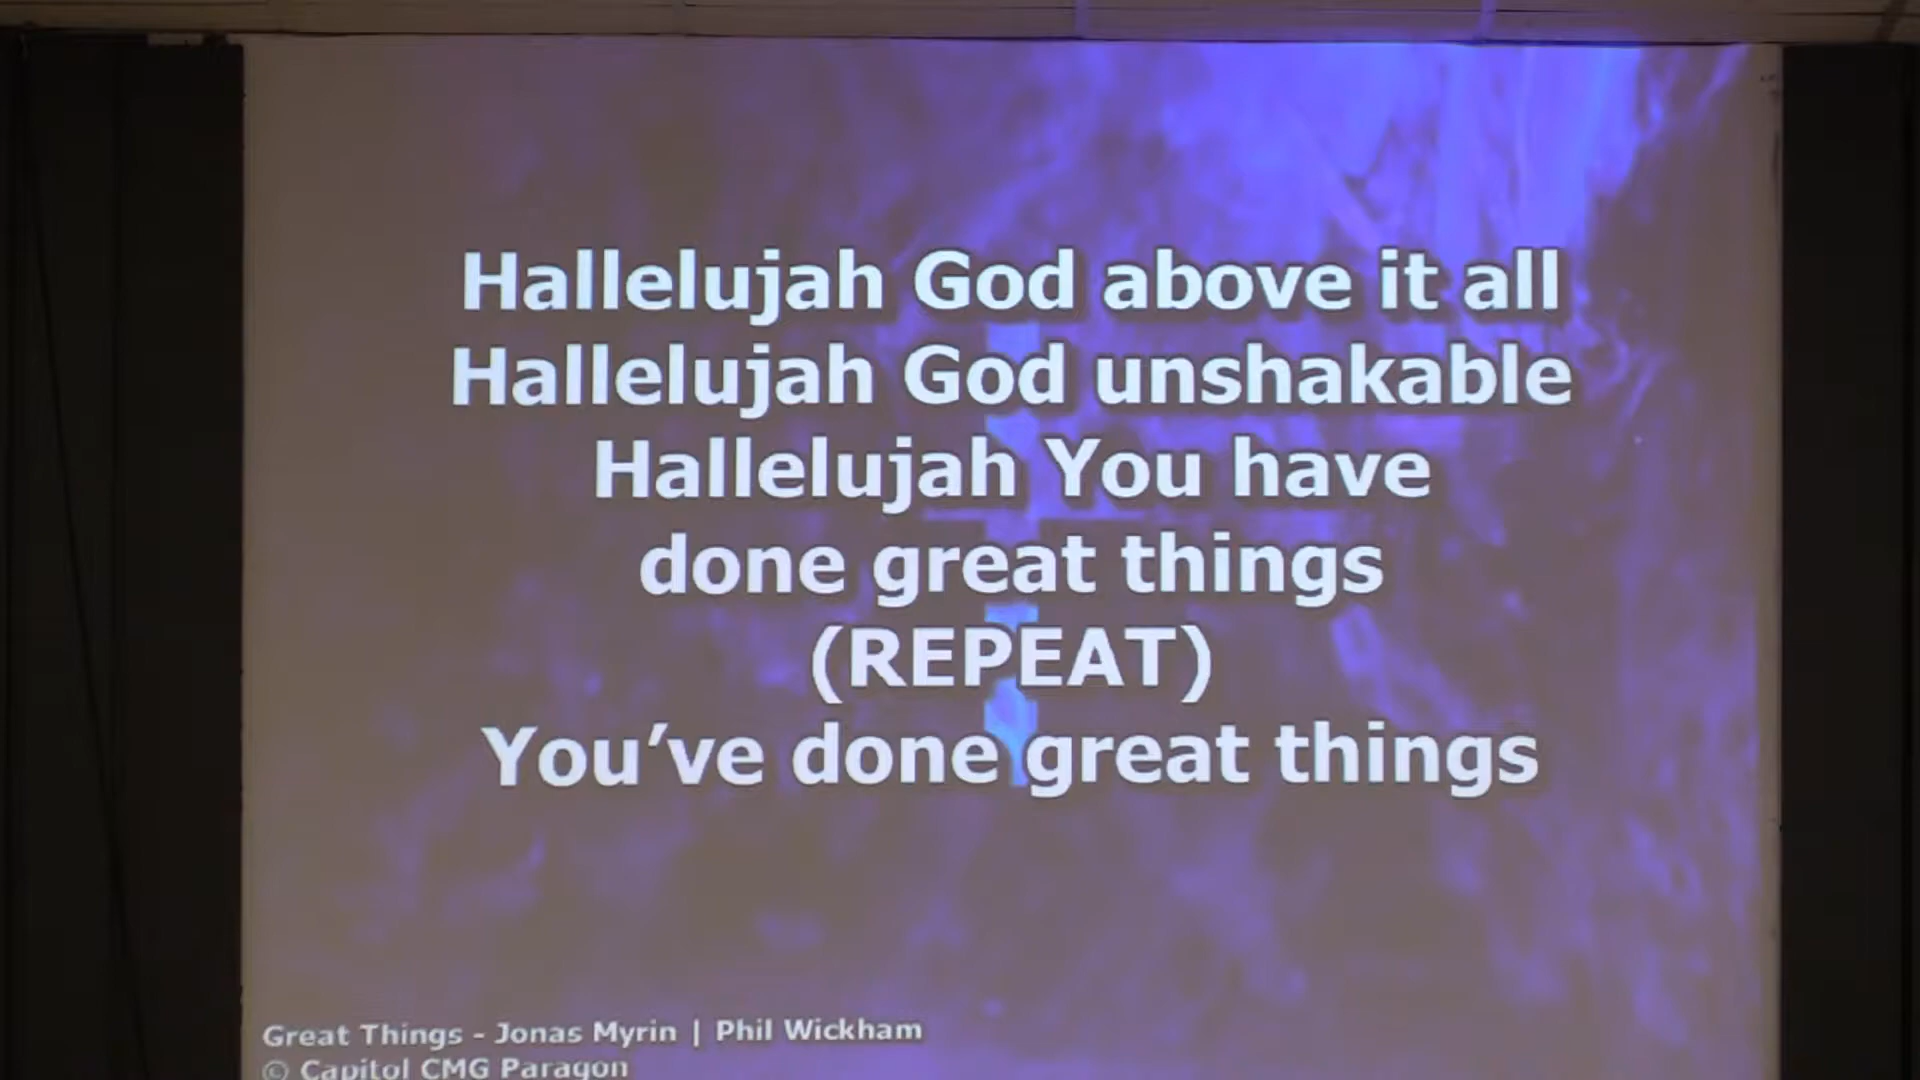 Hallelujah God above it all
Hallelujah God unshakable
Hallelujah You have
done great things
(REPEAT)
You've done great things
Great Things - Jonas Myrin | Phil Wickham
© Capitol CMG Paragon